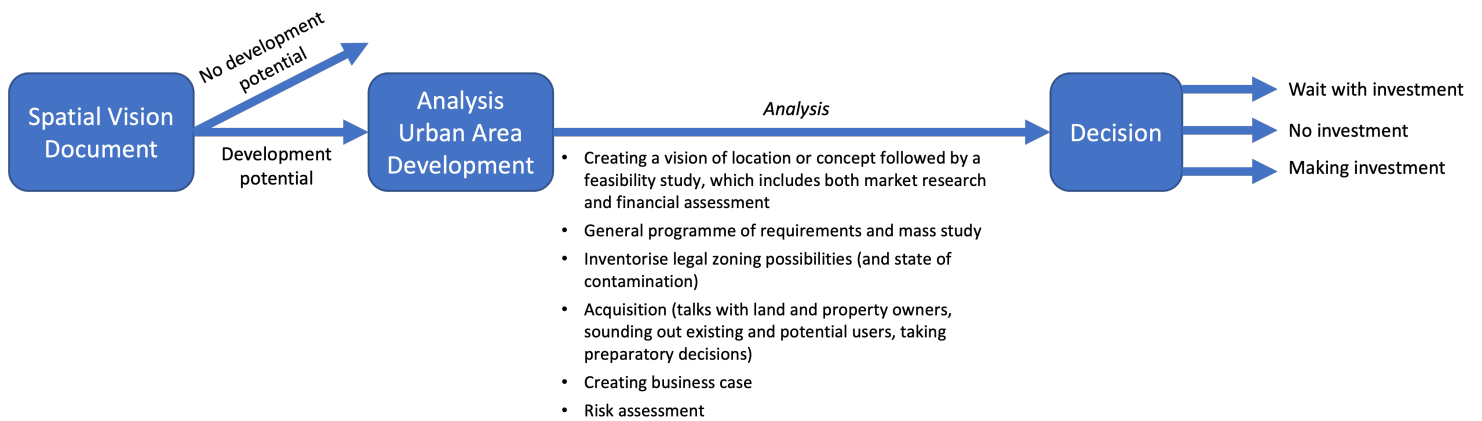 No development
potential
Spatial Vision
Document
Development
potential
Analysis
Urban Area
Development
Analysis
• Creating a vision of location or concept followed by a
feasibility study, which includes both market research
and financial assessment
• General programme of requirements and mass study
• Inventorise legal zoning possibilities (and state of
contamination)
• Acquisition (talks with land and property owners,
sounding out existing and potential users, taking
preparatory decisions)
• Creating business case
• Risk assessment
Decision
Wait with investment
No investment
Making investment